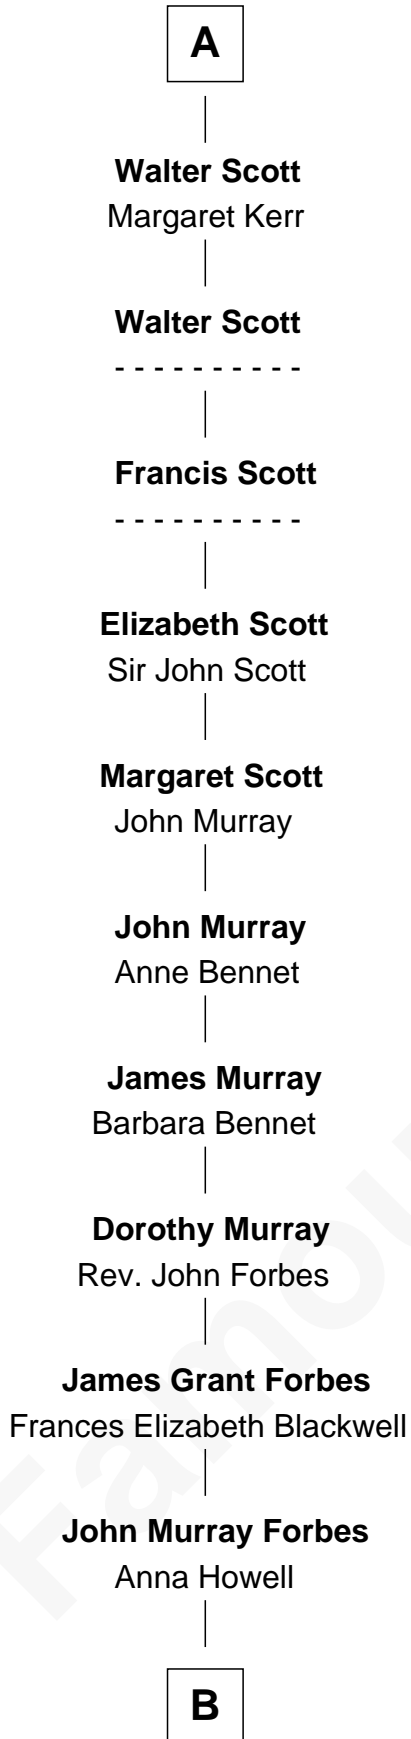 A
Walter Scott
Margaret Kerr
Walter Scott
- - - - - - - - - -
Francis Scott
- - - - - - - - - -
Elizabeth Scott
Sir John Scott
Margaret Scott
John Murray
John Murray
Anne Bennet
James Murray
Barbara Bennet
Dorothy Murray
Rev. John Forbes
James Grant Forbes
Frances Elizabeth Blackwell
John Murray Forbes
Anna Howell
B
Famou